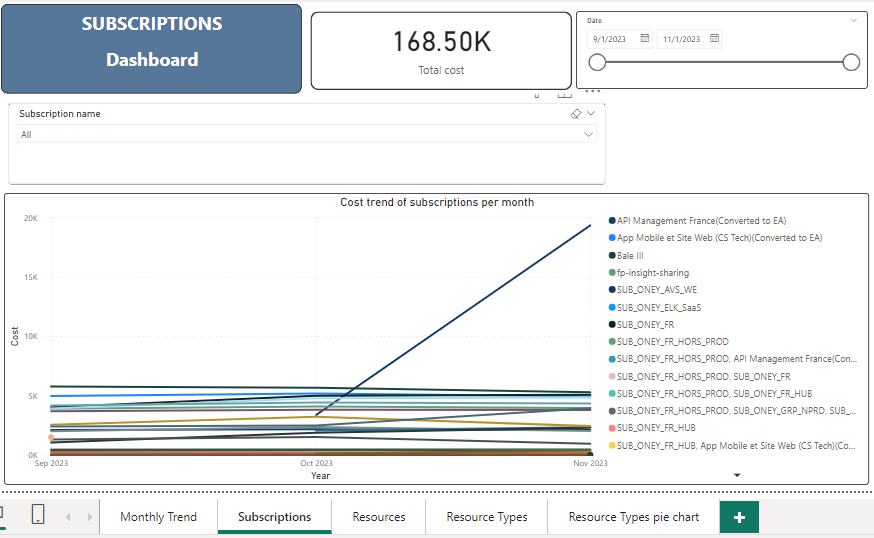 SUBSCRIPTIONS
Dashboard
168.50K
Total cost
Date
9/1/2023
11/1/2023
Subscription name
All
Cost trend of subscriptions per month
20K
15K
10K
5K
0K
Cost
Sep 2023
Oct 2023
Nov 2023
Year
API Management France(Converted to EA)
App Mobile et Site Web (CS Tech)(Converted to EA)
Bale III
fp-insight-sharing
SUB_ONEY_AVS_WE
SUB_ONEY_ELK_SaaS
SUB_ONEY_FR
SUB_ONEY_FR_HORS_PROD
SUB_ONEY_FR_HORS_PROD, API Management France(Con...
SUB_ONEY_FR_HORS_PROD, SUB_ONEY_FR
SUB_ONEY_FR_HORS_PROD, SUB_ONEY_FR_HUB
SUB_ONEY_FR_HORS_PROD, SUB_ONEY_GRP_NPRD, SUB_...
SUB_ONEY_FR_HUB
SUB_ONEY_FR_HUB, App Mobile et Site Web (CS Tech)(Co...
Monthly Trend
Subscriptions
Resources
Resource Types
Resource Types pie chart